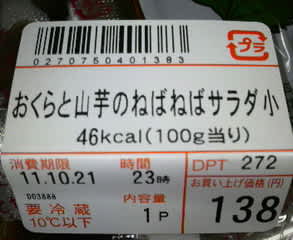 プラ
0270750401383
おくらと山芋のねばねばサラダ小
46kcal(100g当り)
消費期限 時間 DPT 272
11.10.21 23時 お買い上げ価格(円)
003888 内容量 138
要冷蔵 1P
10℃以下